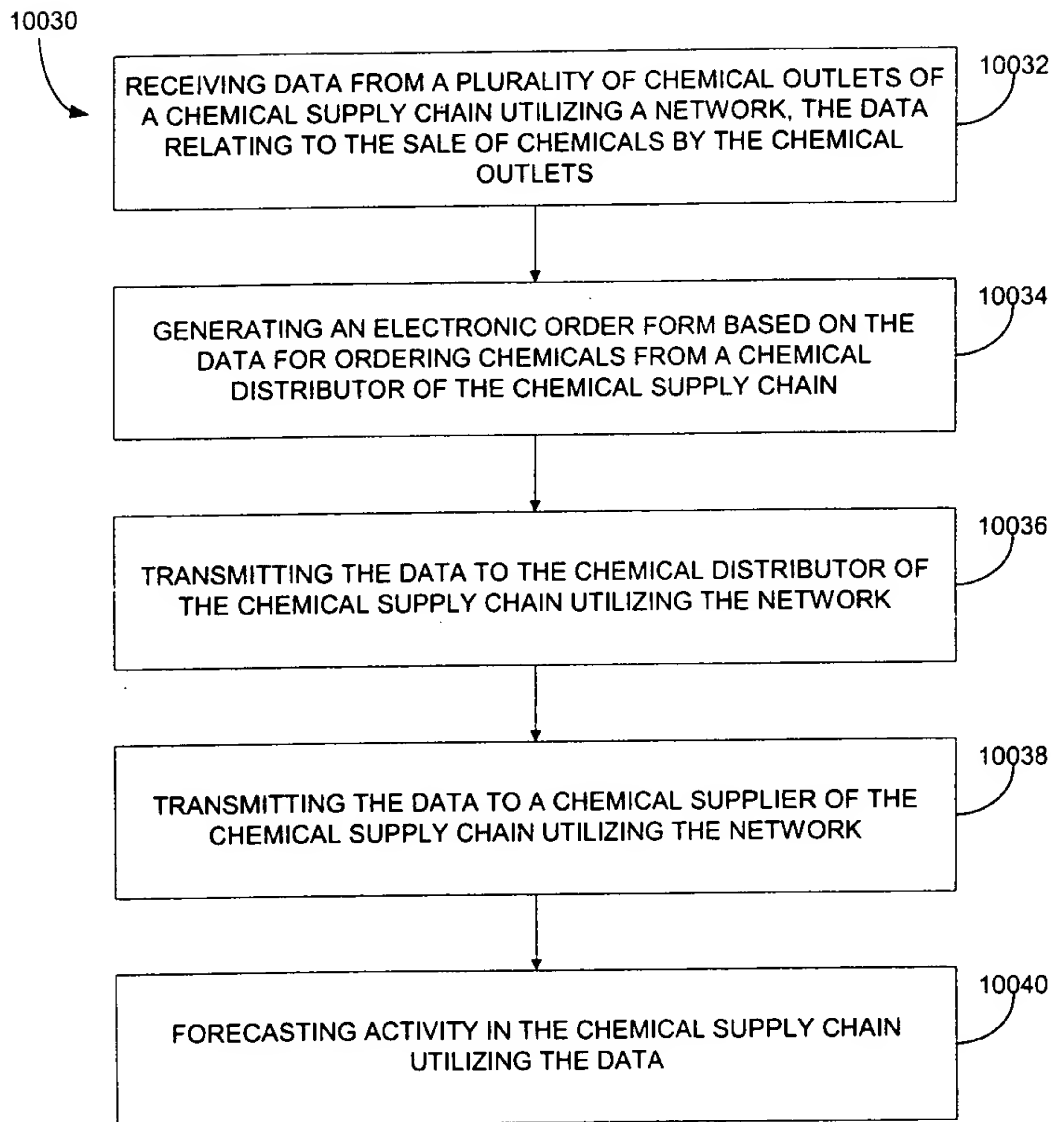 10030
10032
RECEIVING DATA FROM A PLURALITY OF CHEMICAL OUTLETS OF
A CHEMICAL SUPPLY CHAIN UTILIZING A NETWORK, THE DATA
RELATING TO THE SALE OF CHEMICALS BY THE CHEMICAL
OUTLETS
10034
GENERATING AN ELECTRONIC ORDER FORM BASED ON THE
DATA FOR ORDERING CHEMICALS FROM A CHEMICAL
DISTRIBUTOR OF THE CHEMICAL SUPPLY CHAIN
10036
TRANSMITTING THE DATA TO THE CHEMICAL DISTRIBUTOR OF
THE CHEMICAL SUPPLY CHAIN UTILIZING THE NETWORK
10038
TRANSMITTING THE DATA TO A CHEMICAL SUPPLIER OF THE
CHEMICAL SUPPLY CHAIN UTILIZING THE NETWORK
10040
FORECASTING ACTIVITY IN THE CHEMICAL SUPPLY CHAIN
UTILIZING THE DATA